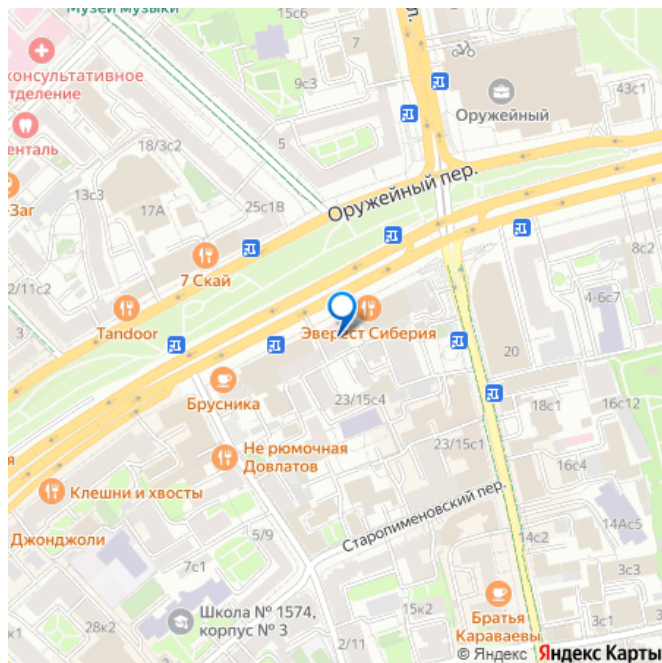 Музей музыки
15с6
7
9с3
консультативное
отделение
Оружейный
43с1
енталь
18/3с2
5
13с3
17А
25с1В
Оружейный пер.
Заг
8с2
2/11с2
7 Скай
4-6с7
3
Tandoor
Эверест Сиберия
20
Брусника
23/15с4
18с1
16с12
Не рюмочная
Довлатов
23/15с1
16с4
Клешни и хвосты
Старопименовский пер.
14Ас5
Джонджоли
5/9
14с2
7с1
3с3
Школа № 1574,
корпус № 3
15к2
3с1
28к2
2/11
Братья
Караваевы
© Яндекс Яндекс Карты